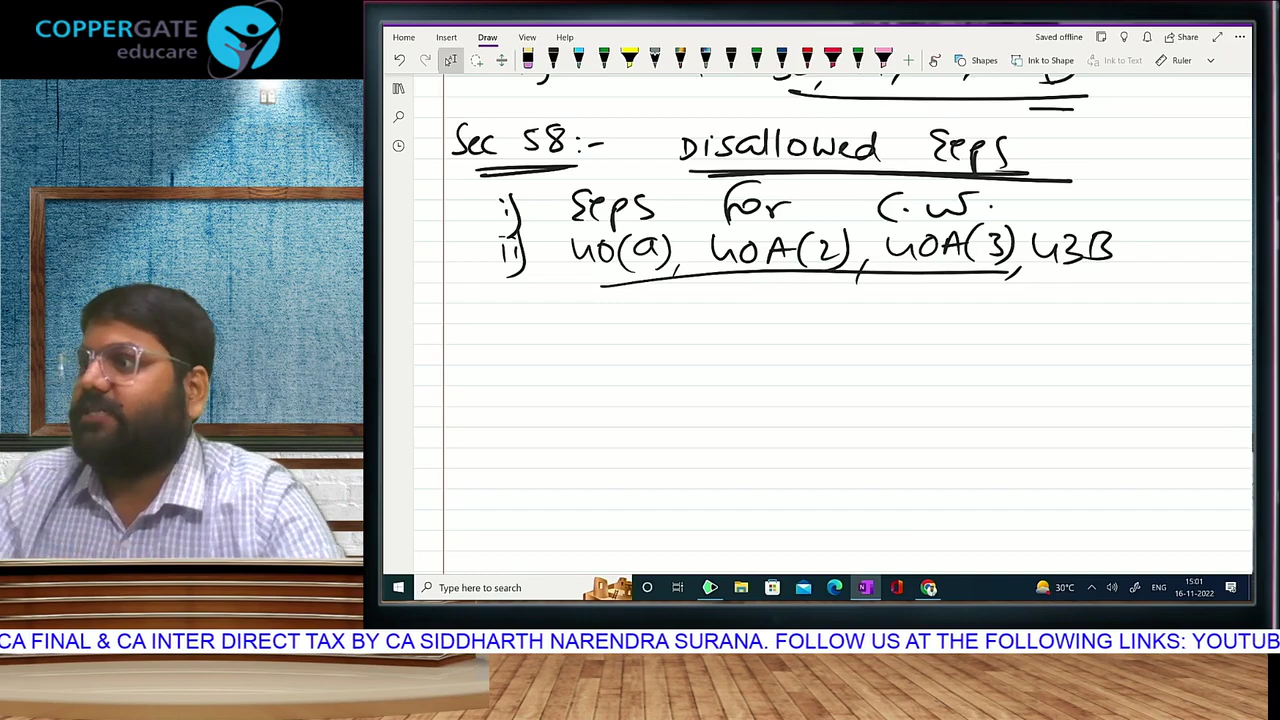 COPPERGATE
educare
Home Insert Draw View Help
Saved offline
Share
Shapes
Ink to Shape
Ink to Text
Ruler
Sec 58:- Disallowed Exps
i) Exps for C.W.
ii) 40(a), 40A(2), 40A(3), 43B
Type here to search
30°C
ENG
15:01
16-11-2022
CA FINAL & CA INTER DIRECT TAX BY CA SIDDHARTH NARENDRA SURANA. FOLLOW US AT THE FOLLOWING LINKS: YOUTUB